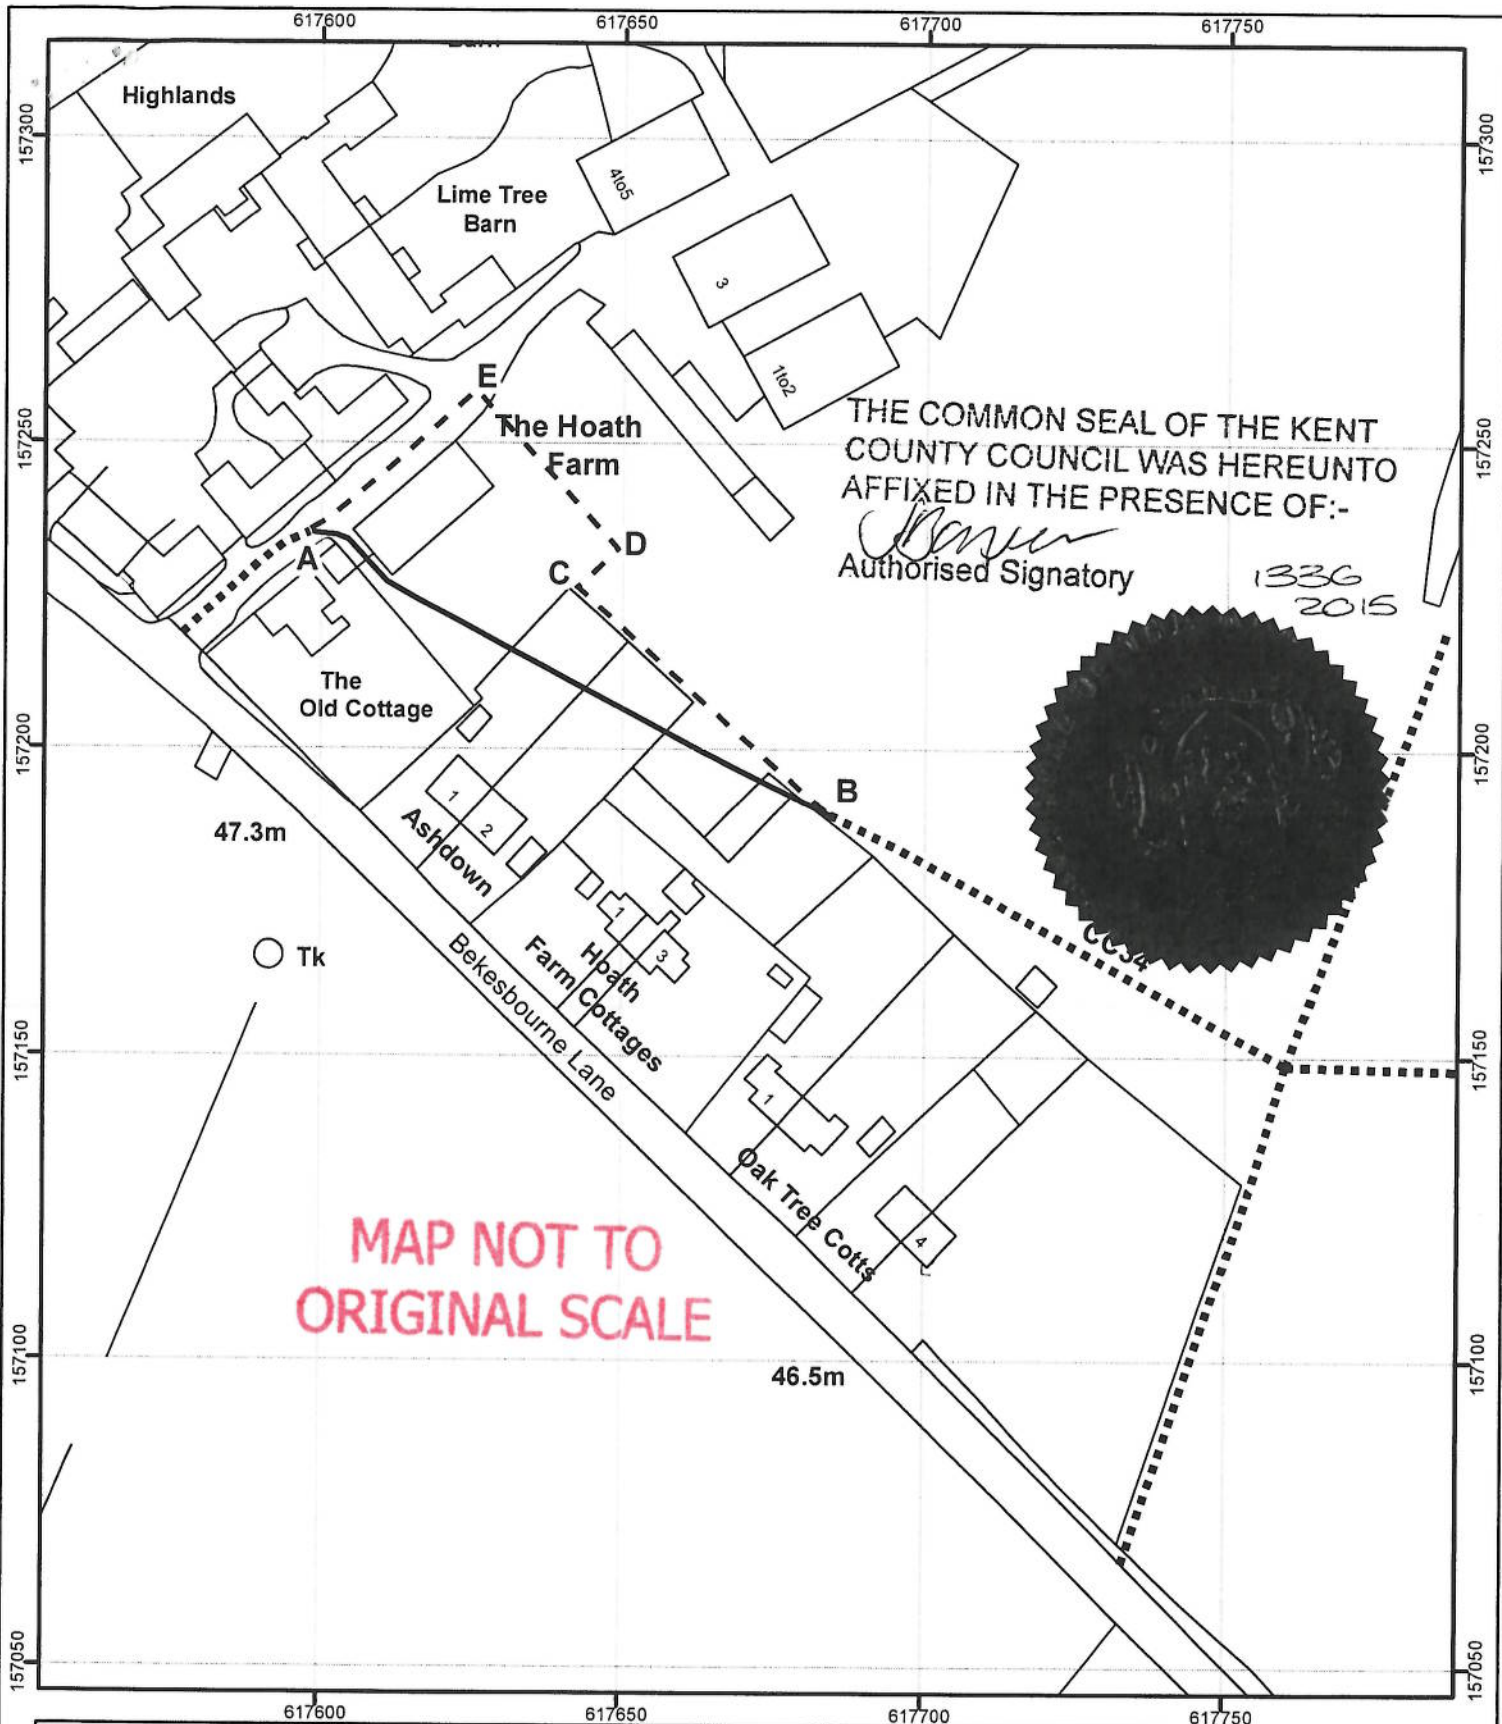 617600
617650
617700
617750
Highlands
157300
157300
Lime Tree
Barn
4to5
3
1to2
E
The Hoath
Farm
157250
157250
THE COMMON SEAL OF THE KENT
COUNTY COUNCIL WAS HEREUNTO
AFFIXED IN THE PRESENCE OF:-
Authorised Signatory
1336
2015
A
C
D
The
Old Cottage
157200
157200
B
47.3m
1
2
Ashdown
CC34
Tk
1
3
Hoath
Farm Cottages
Bekesbourne Lane
157150
157150
1
Oak Tree Cotts
4
MAP NOT TO
ORIGINAL SCALE
157100
157100
46.5m
157050
157050
617600
617650
617700
617750